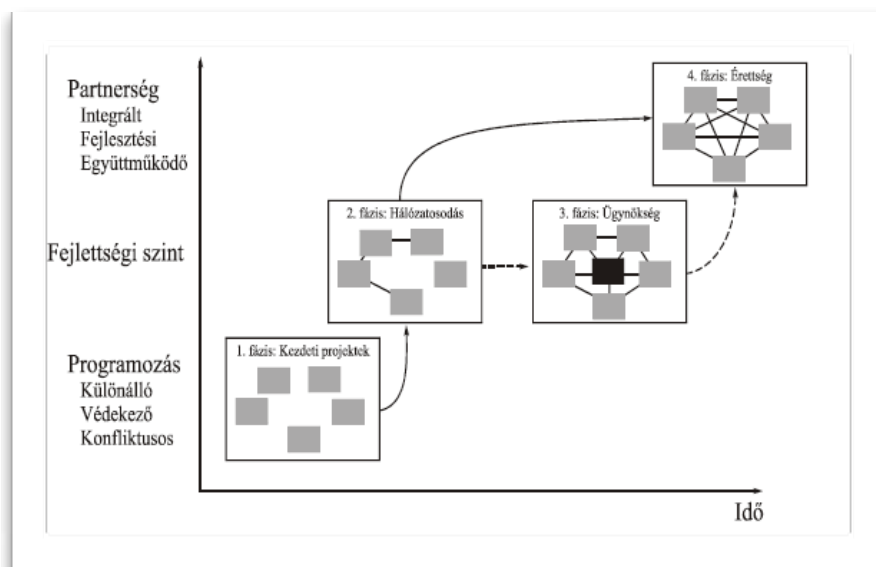 Partnerség
Integrált
Fejlesztési
Együttműködő
Fejlettségi szint
Programozás
Különálló
Védekező
Konfliktusos
1. fázis: Kezdeti projektek
2. fázis: Hálózatosodás
3. fázis: Ügynökség
4. fázis: Érettség
Idő